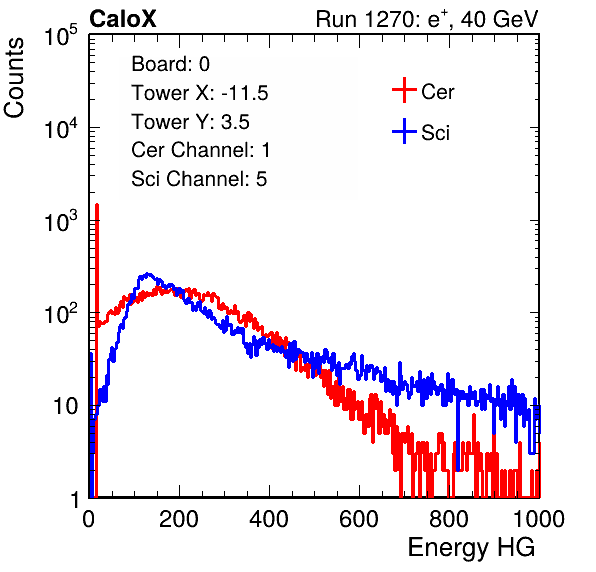 CaloX Run 1270: e⁺, 40 GeV
Counts
Board: 0
Tower X: -11.5
Tower Y: 3.5
Cer Channel: 1
Sci Channel: 5
Cer
Sci
10⁵
10⁴
10³
10²
10
1
0 200 400 600 800 1000
Energy HG